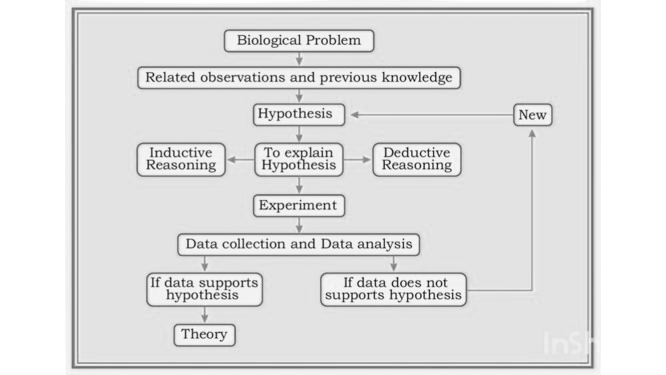 Biological Problem
Related observations and previous knowledge
Hypothesis
New
Inductive
Reasoning
To explain
Hypothesis
Deductive
Reasoning
Experiment
Data collection and Data analysis
If data supports
hypothesis
If data does not
supports hypothesis
Theory